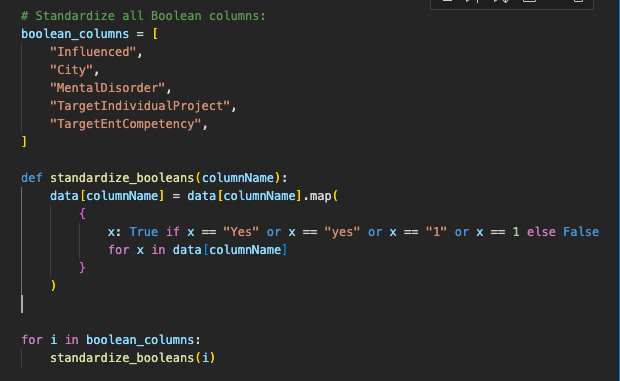 # Standardize all Boolean columns:
boolean_columns = [
    "Influenced",
    "City",
    "MentalDisorder",
    "TargetIndividualProject",
    "TargetEntCompetency",
]
def standardize_booleans(columnName):
    data[columnName] = data[columnName].map(
        {
            x: True if x == "Yes" or x == "yes" or x == "1" or x == 1 else False
            for x in data[columnName]
        }
    )
for i in boolean_columns:
    standardize_booleans(i)